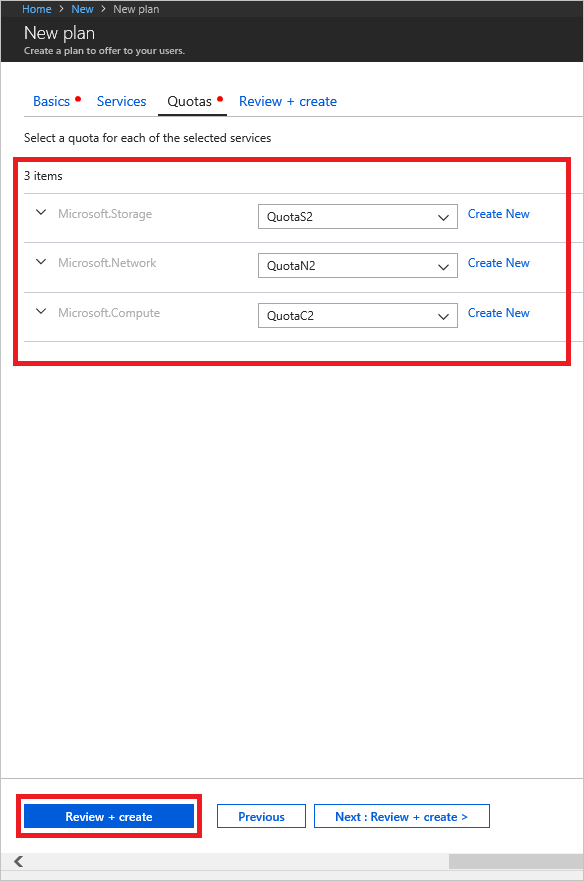 Home > New > New plan
New plan
Create a plan to offer to your users.
Basics Services Quotas Review + create
Select a quota for each of the selected services
3 items
Microsoft.Storage QuotaS2 Create New
Microsoft.Network QuotaN2 Create New
Microsoft.Compute QuotaC2 Create New
Review + create Previous Next : Review + create >